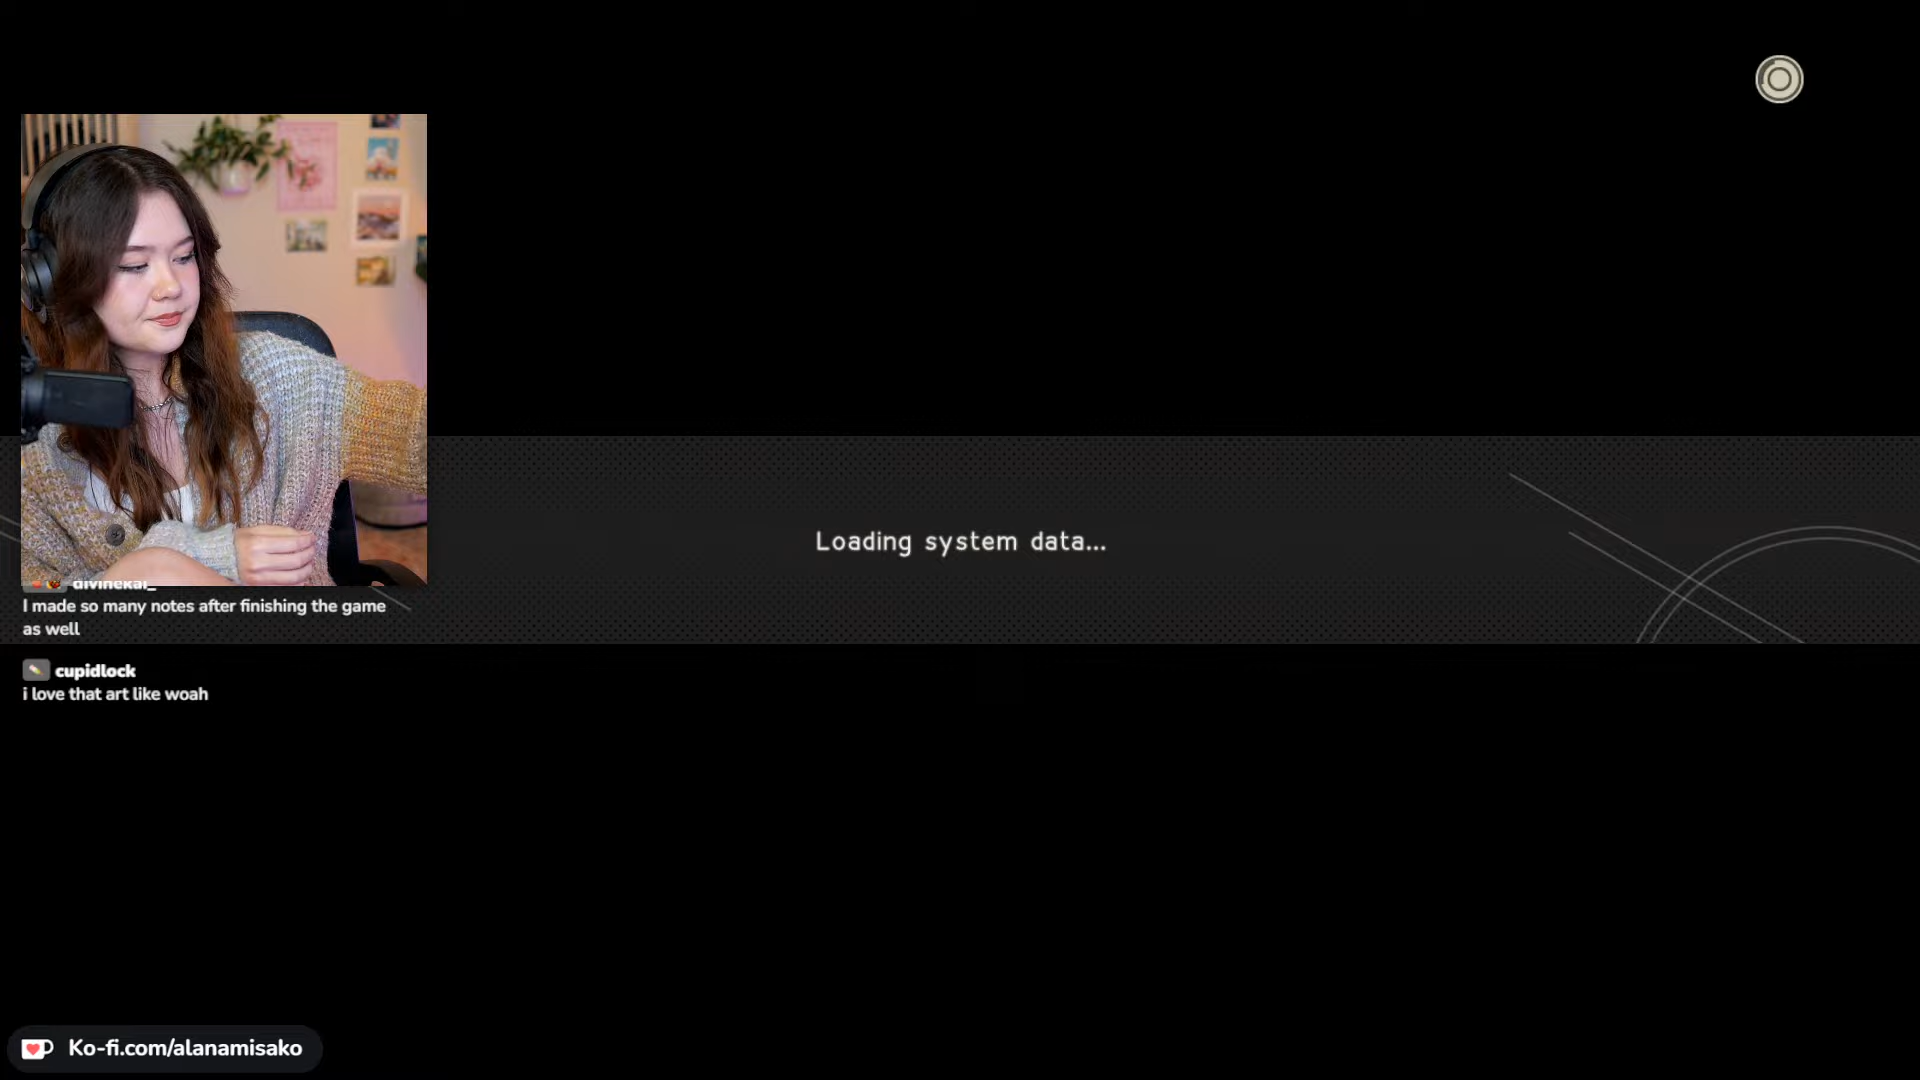 Loading system data...
divinekai_
I made so many notes after finishing the game
as well
cupidlock
i love that art like woah
Ko-fi.com/alanamisako